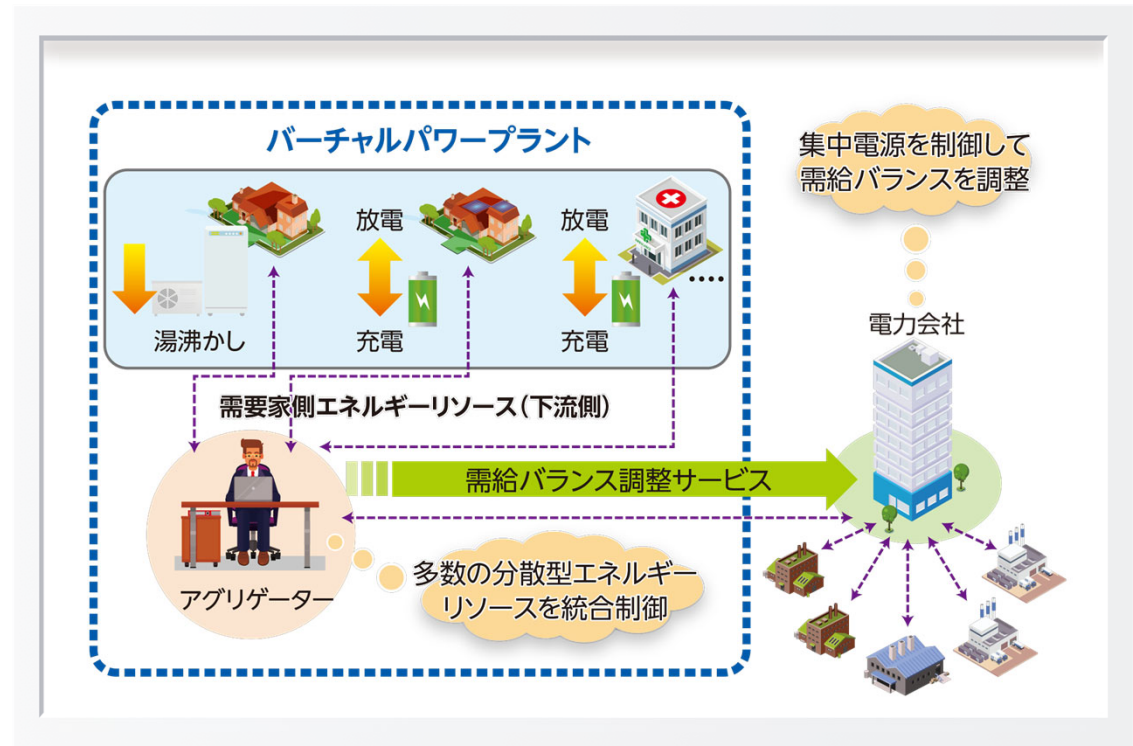 バーチャルパワープラント
集中電源を制御して
需給バランスを調整
放電
放電
湯沸かし
充電
充電
電力会社
需要家側エネルギーリソース(下流側)
需給バランス調整サービス
多数の分散型エネルギー
リソースを統合制御
アグリゲーター